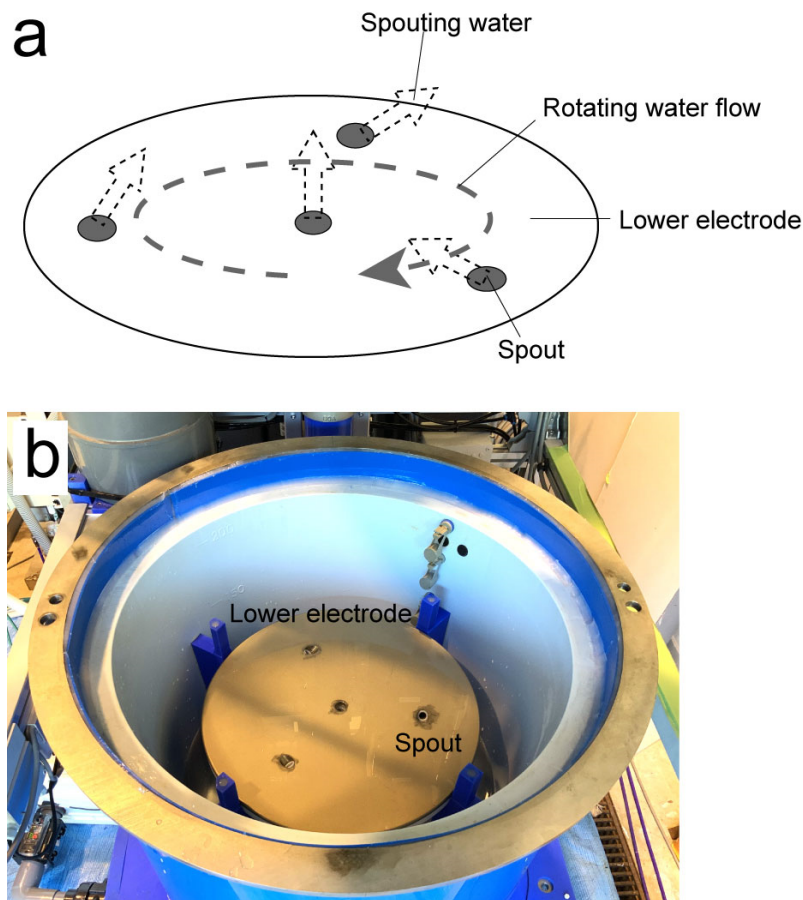 a
Spouting water
Rotating water flow
Lower electrode
Spout
b
Lower electrode
Spout